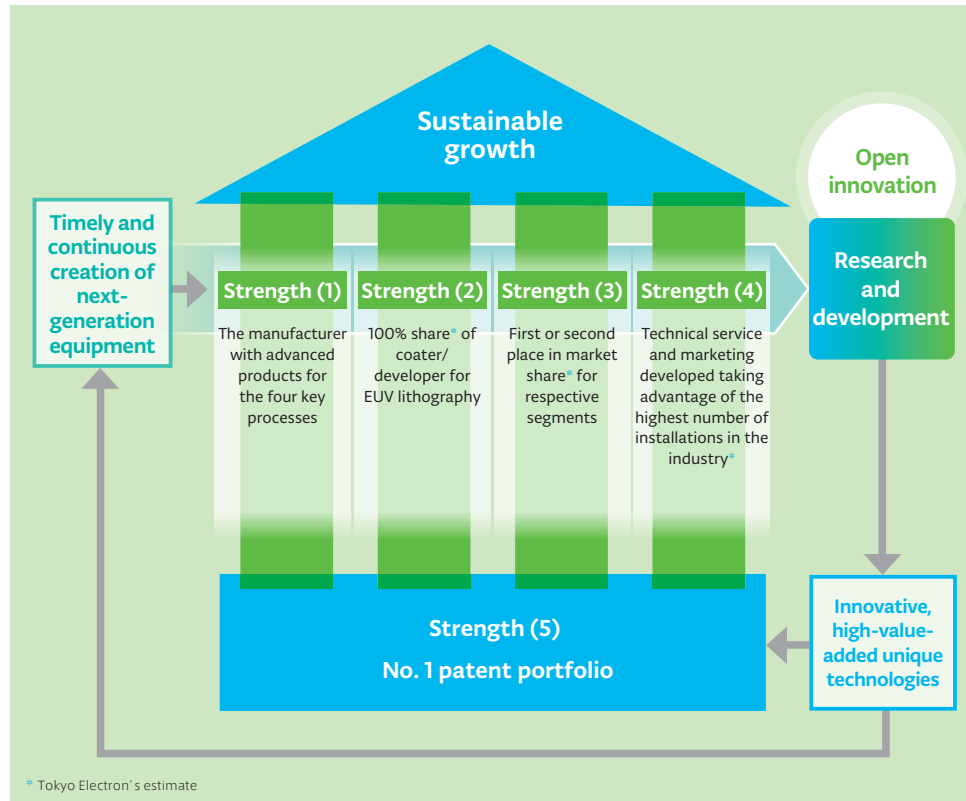 Sustainable
growth
Open
innovation
Timely and
continuous
creation of
next-
generation
equipment
Research
and
development
Strength (1)
The manufacturer
with advanced
products for
the four key
processes
Strength (2)
100% share* of
coater/
developer for
EUV lithography
Strength (3)
First or second
place in market
share* for
respective
segments
Strength (4)
Technical service
and marketing
developed taking
advantage of the
highest number of
installations in the
industry*
Strength (5)
No. 1 patent portfolio
Innovative,
high-value-
added unique
technologies
* Tokyo Electron´s estimate